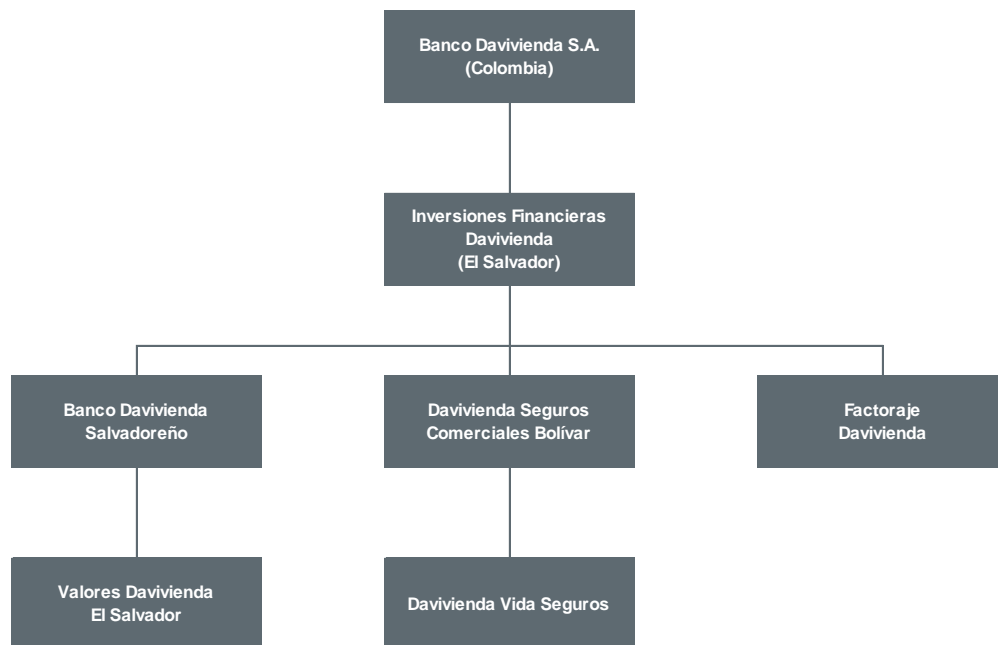 Banco Davivienda S.A.
(Colombia)
Inversiones Financieras
Davivienda
(El Salvador)
Banco Davivienda
Salvadoreño
Davivienda Seguros
Comerciales Bolívar
Factoraje
Davivienda
Valores Davivienda
El Salvador
Davivienda Vida Seguros